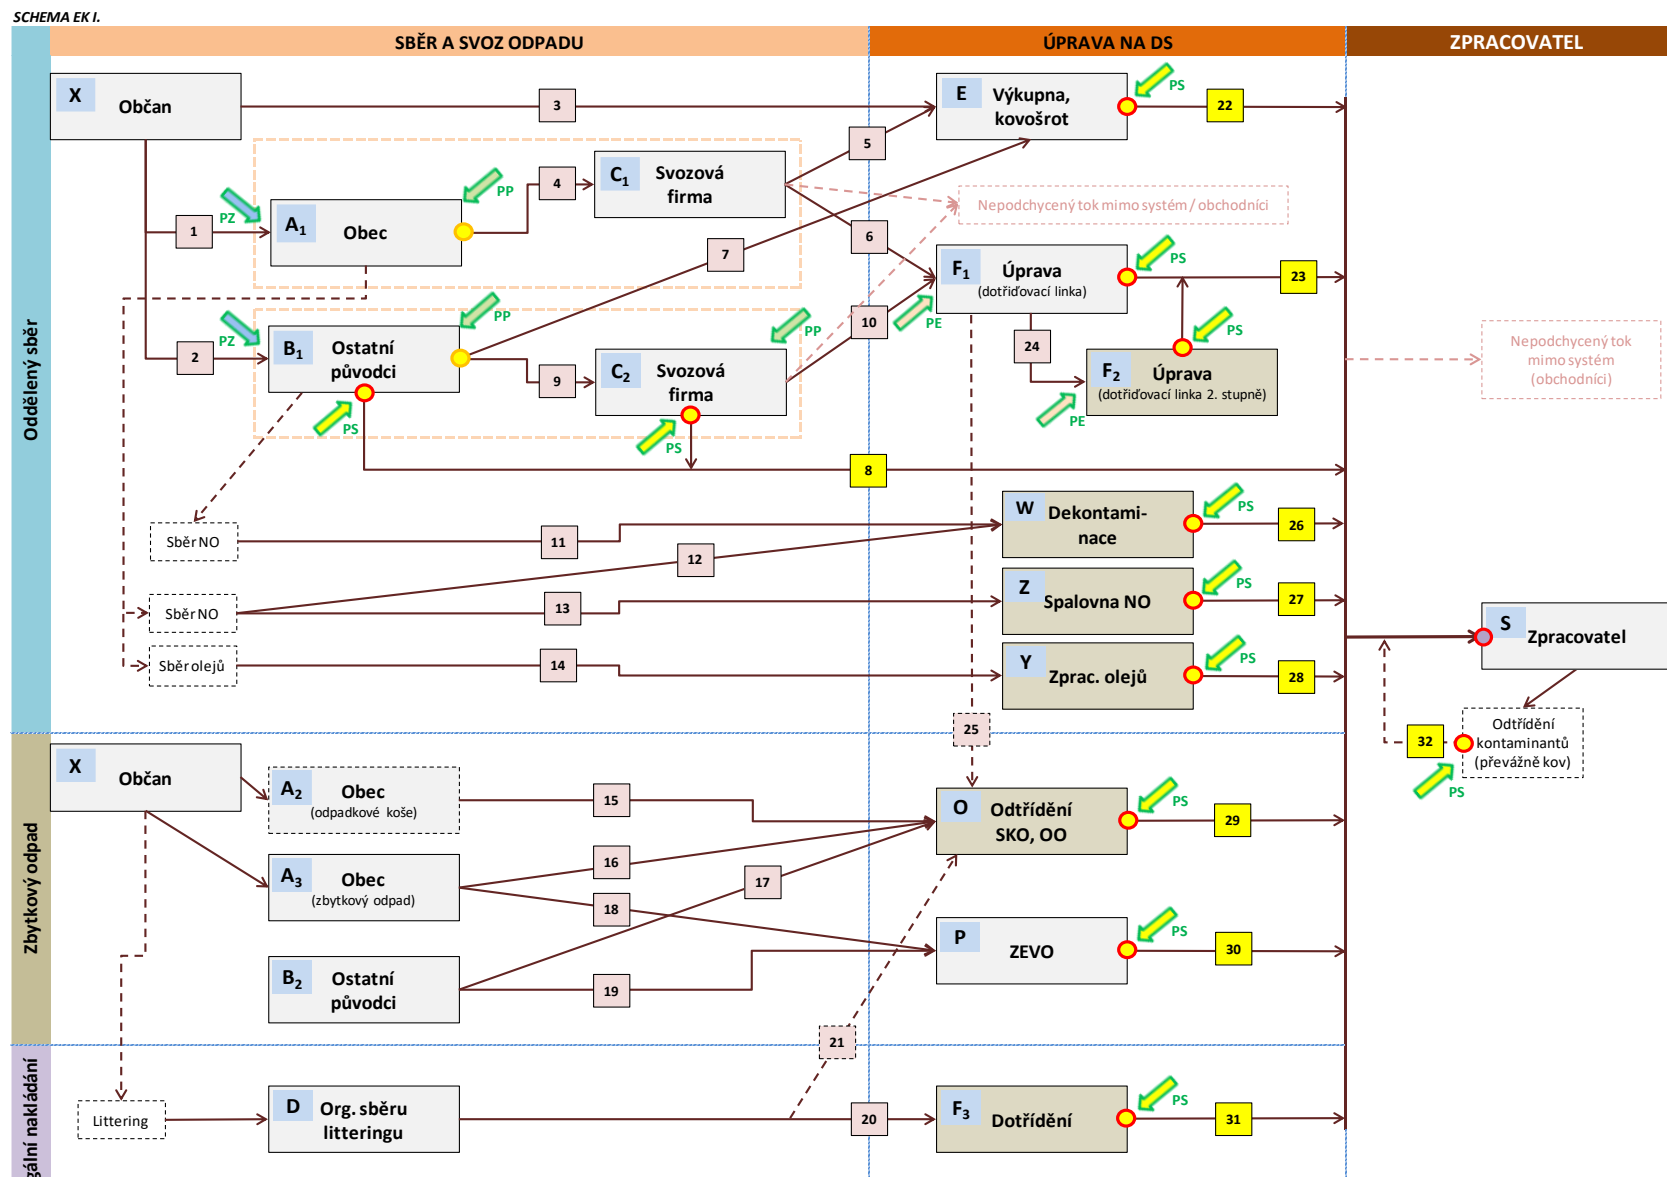 SCHEMA EK I.
SBĚR A SVOZ ODPADU
ÚPRAVA NA DS
ZPRACOVATEL
Oddělený sběr
X
Občan
3
E
Výkupna,
kovošrot
PS
22
5
4
C1
Svozová
firma
PP
PZ
1
A1
Obec
Nepodchycený tok mimo systém / obchodníci
6
7
F1
Úprava
(dotřiďovací linka)
PS
23
PE
10
PP
PZ
2
B1
Ostatní
původci
PS
9
PP
C2
Svozová
firma
PS
24
PS
F2
Úprava
(dotřiďovací linka 2. stupně)
PE
Nepodchycený tok
mimo systém
(obchodníci)
8
Sběr NO
11
12
W
Dekontami-
nace
PS
26
Sběr NO
13
Z
Spalovna NO
PS
27
Sběr olejů
14
Y
Zprac. olejů
PS
28
S
Zpracovatel
25
32
Odtřídění
kontaminantů
(převážně kov)
PS
Zbytkový odpad
X
Občan
A2
Obec
(odpadkové koše)
15
O
Odtřídění
SKO, OO
PS
29
A3
Obec
(zbytkový odpad)
16
17
18
P
ZEVO
PS
30
B2
Ostatní
původci
19
21
gální nakládání
Littering
D
Org. sběru
litteringu
20
F3
Dotřídění
PS
31